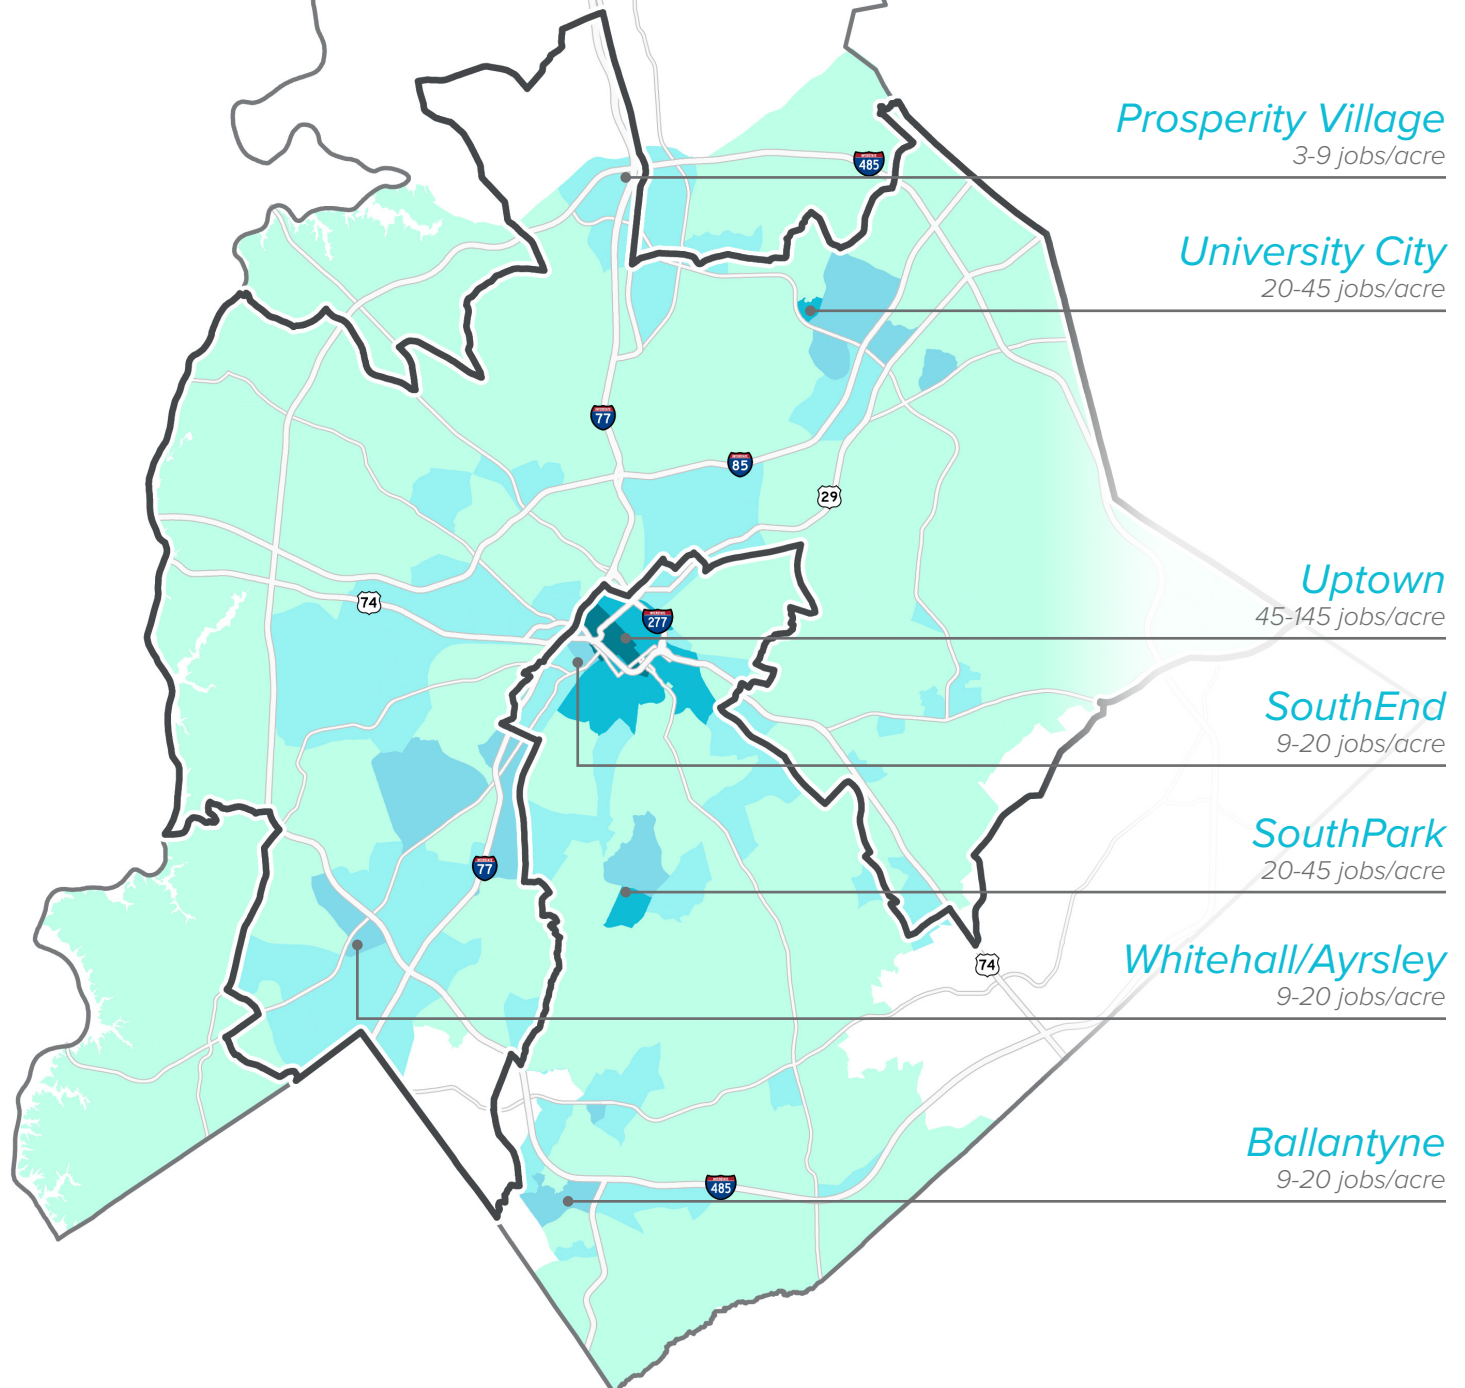 Prosperity Village
3-9 jobs/acre
485
University City
20-45 jobs/acre
77
85
29
Uptown
45-145 jobs/acre
74
277
SouthEnd
9-20 jobs/acre
SouthPark
20-45 jobs/acre
77
Whitehall/Ayrsley
9-20 jobs/acre
74
Ballantyne
9-20 jobs/acre
485